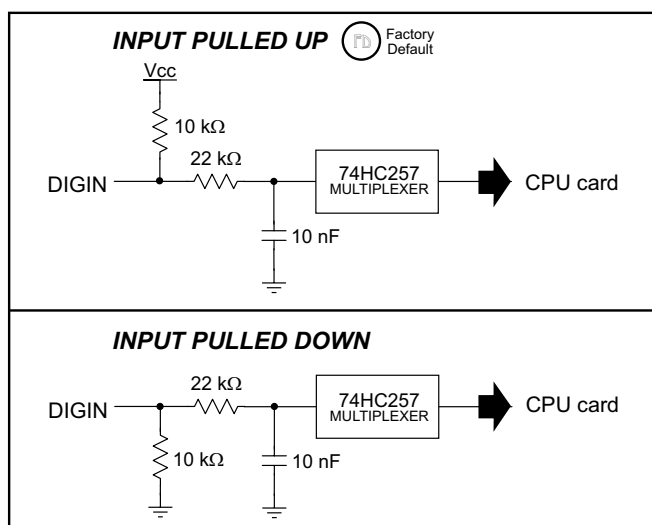 INPUT PULLED UP
FD
Factory
Default
Vcc
10 kΩ
22 kΩ
DIGIN
74HC257
MULTIPLEXER
CPU card
10 nF
INPUT PULLED DOWN
22 kΩ
DIGIN
74HC257
MULTIPLEXER
CPU card
10 kΩ
10 nF